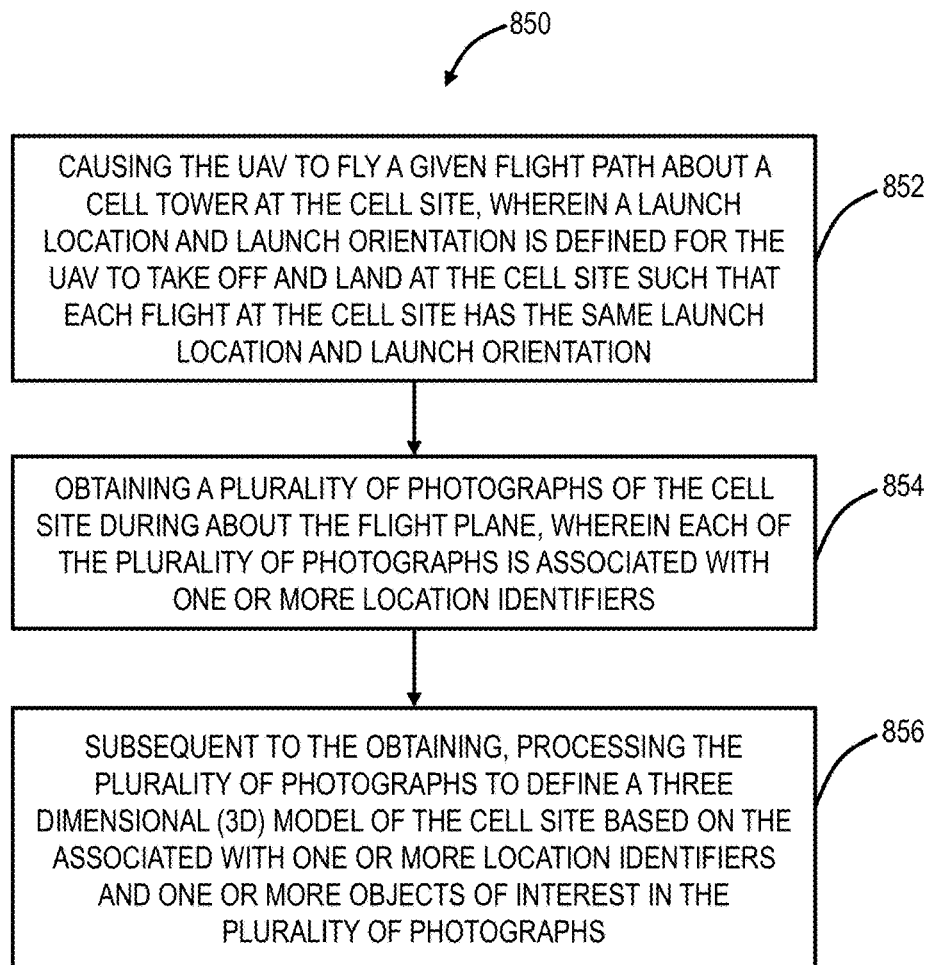 850
CAUSING THE UAV TO FLY A GIVEN FLIGHT PATH ABOUT A
CELL TOWER AT THE CELL SITE, WHEREIN A LAUNCH
LOCATION AND LAUNCH ORIENTATION IS DEFINED FOR THE
UAV TO TAKE OFF AND LAND AT THE CELL SITE SUCH THAT
EACH FLIGHT AT THE CELL SITE HAS THE SAME LAUNCH
LOCATION AND LAUNCH ORIENTATION
852
OBTAINING A PLURALITY OF PHOTOGRAPHS OF THE CELL
SITE DURING ABOUT THE FLIGHT PLANE, WHEREIN EACH OF
THE PLURALITY OF PHOTOGRAPHS IS ASSOCIATED WITH
ONE OR MORE LOCATION IDENTIFIERS
854
SUBSEQUENT TO THE OBTAINING, PROCESSING THE
PLURALITY OF PHOTOGRAPHS TO DEFINE A THREE
DIMENSIONAL (3D) MODEL OF THE CELL SITE BASED ON THE
ASSOCIATED WITH ONE OR MORE LOCATION IDENTIFIERS
AND ONE OR MORE OBJECTS OF INTEREST IN THE
PLURALITY OF PHOTOGRAPHS
856